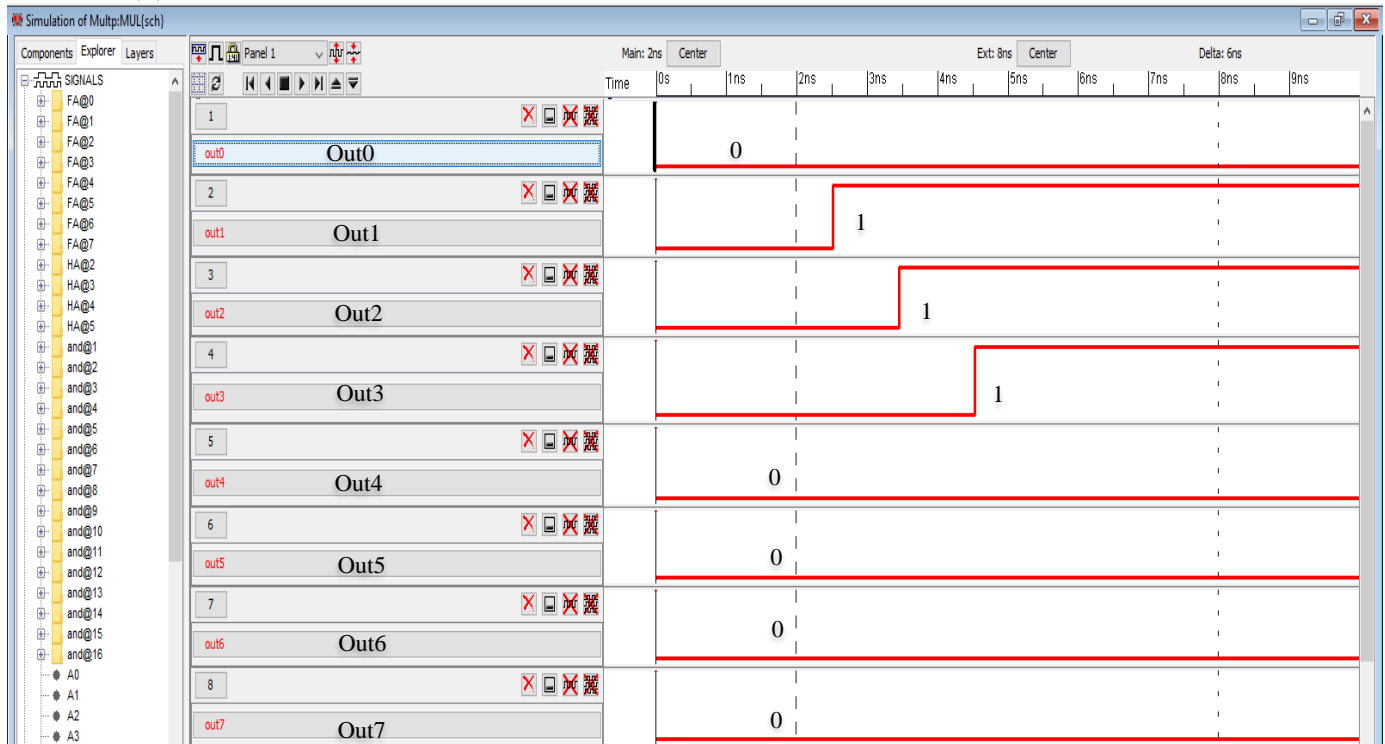 Simulation of Multp:MUL{sch}
Components Explorer Layers
Panel 1
Main: 2ns Center Ext: 8ns Center Delta: 6ns
Time 0s 1ns 2ns 3ns 4ns 5ns 6ns 7ns 8ns 9ns
SIGNALS
FA@0
FA@1
FA@2
FA@3
FA@4
FA@5
FA@6
FA@7
HA@2
HA@3
HA@4
HA@5
and@1
and@2
and@3
and@4
and@5
and@6
and@7
and@8
and@9
and@10
and@11
and@12
and@13
and@14
and@15
and@16
A0
A1
A2
A3
1
out0 Out0 0
2
out1 Out1 1
3
out2 Out2 1
4
out3 Out3 1
5
out4 Out4 0
6
out5 Out5 0
7
out6 Out6 0
8
out7 Out7 0